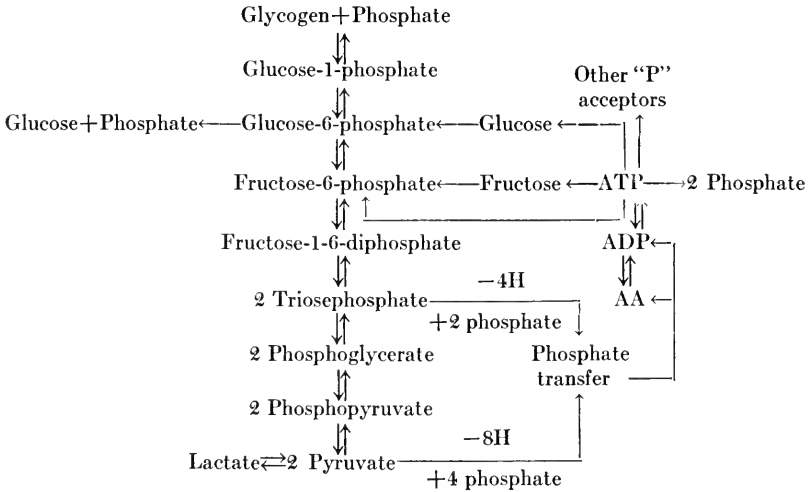 Glycogen+Phosphate
Glucose-1-phosphate
Other "P"
acceptors
Glucose+Phosphate←Glucose-6-phosphate←Glucose←
Fructose-6-phosphate←Fructose←ATP→2 Phosphate
Fructose-1-6-diphosphate ADP
−4H
2 Triosephosphate AA
+2 phosphate
2 Phosphoglycerate Phosphate
transfer
2 Phosphopyruvate
−8H
Lactate⇄2 Pyruvate
+4 phosphate